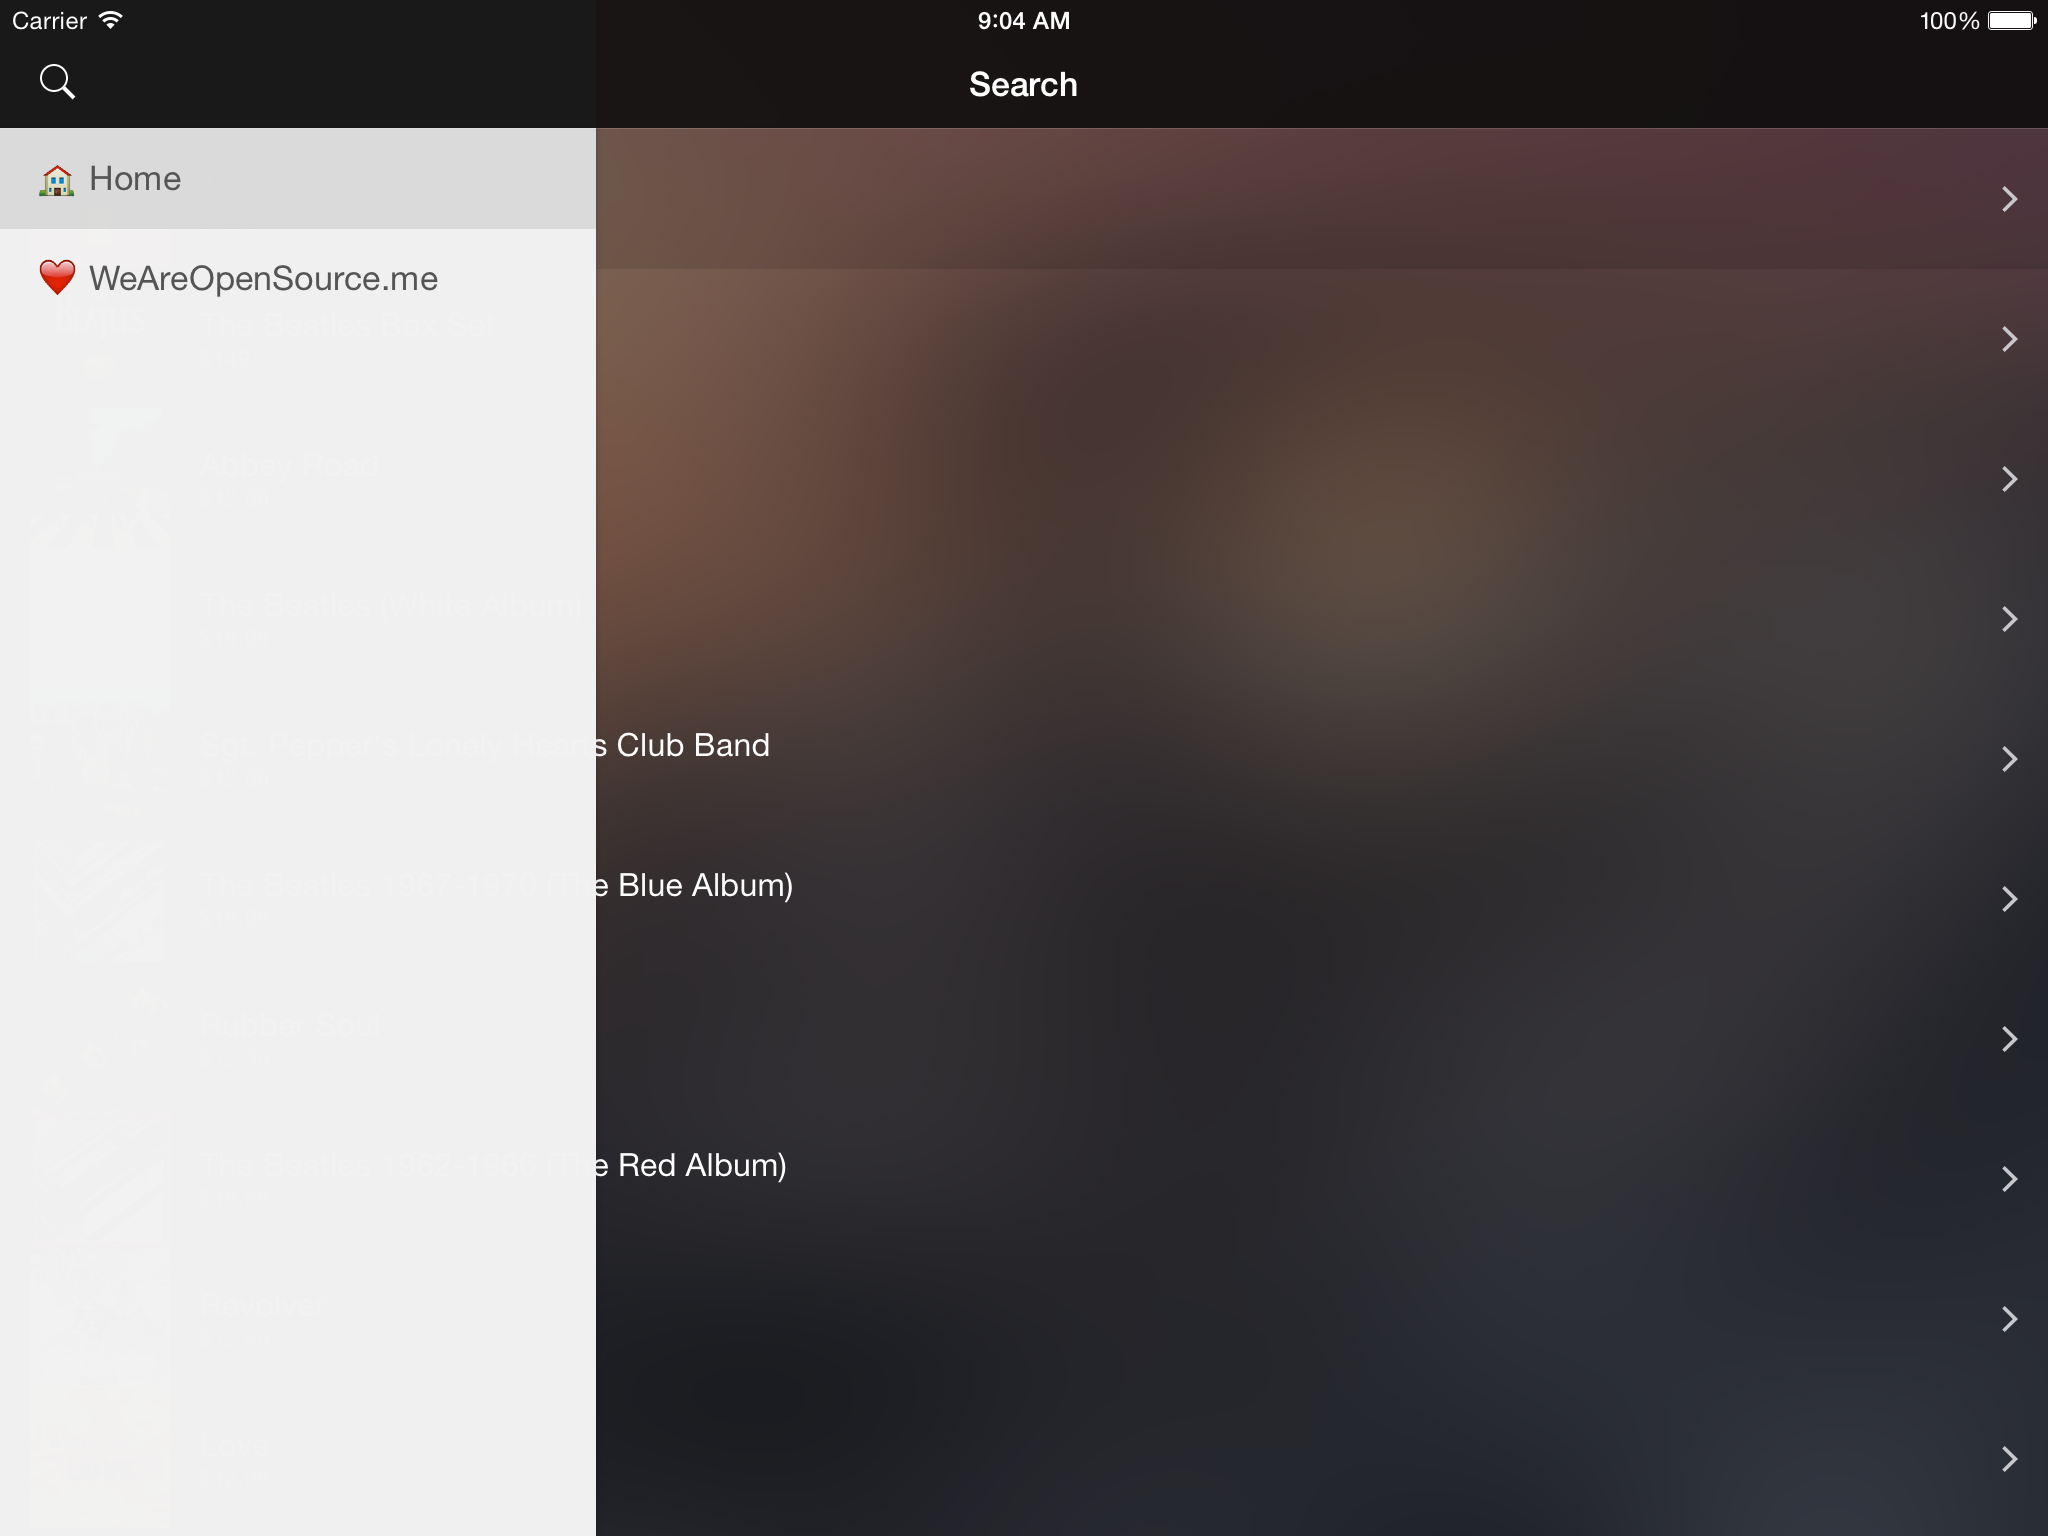 Carrier 9:04 AM 100%
Search
Home
WeAreOpenSource.me
The Beatles Box Set
Abbey Road
The Beatles (White Album)
Sgt. Pepper's Lonely Hearts Club Band
The Beatles 1967-1970 (The Blue Album)
Rubber Soul
The Beatles 1962-1966 (The Red Album)
Revolver
Love